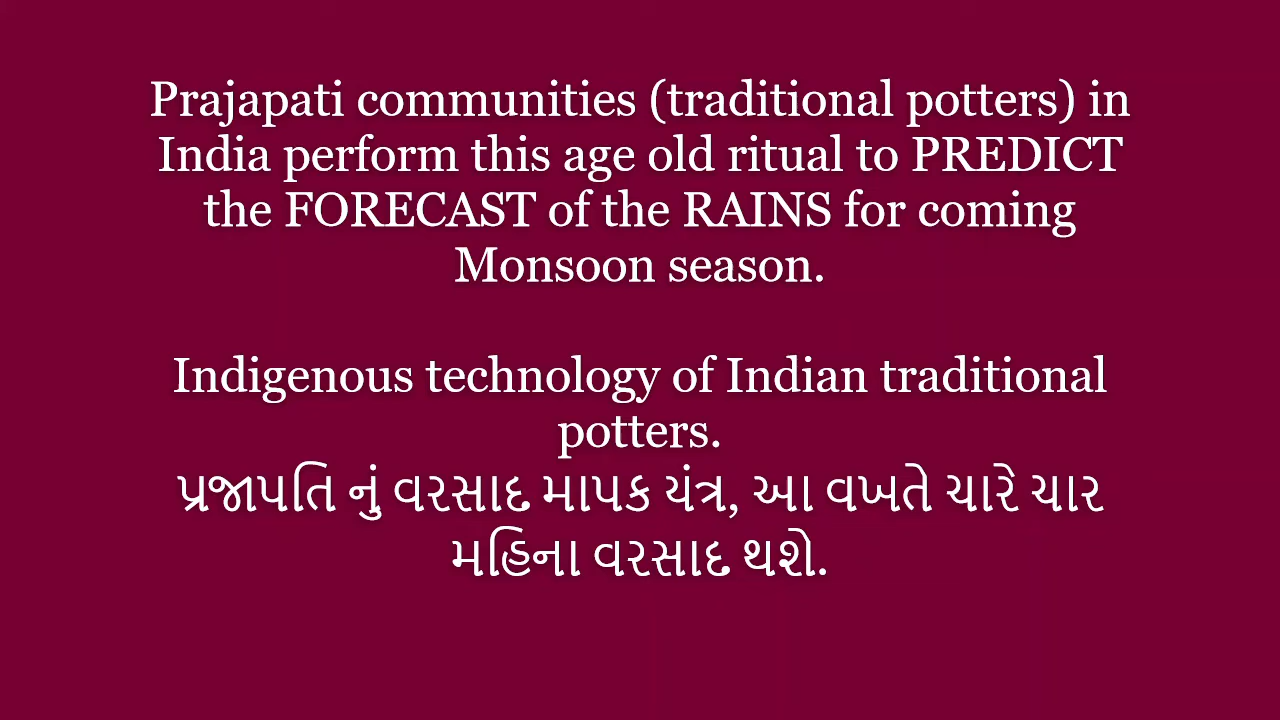 Prajapati communities (traditional potters) in
India perform this age old ritual to PREDICT
the FORECAST of the RAINS for coming
Monsoon season.
Indigenous technology of Indian traditional
potters.
પ્રજાપતિ નું વરસાદ માપક યંત્ર, આ વખતે ચારે ચાર
મહિના વરસાદ થશે.